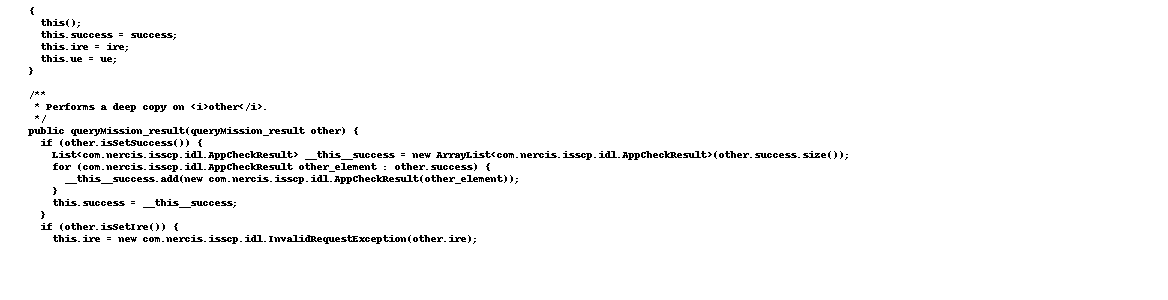 {
this();
this.success = success;
this.ire = ire;
this.ue = ue;
}
/**
* Performs a deep copy on <i>other</i>.
*/
public queryMission_result(queryMission_result other) {
if (other.isSetSuccess()) {
List<com.nercis.isscp.idl.AppCheckResult> __this__success = new ArrayList<com.nercis.isscp.idl.AppCheckResult>(other.success.size());
for (com.nercis.isscp.idl.AppCheckResult other_element : other.success) {
__this__success.add(new com.nercis.isscp.idl.AppCheckResult(other_element));
}
this.success = __this__success;
}
if (other.isSetIre()) {
this.ire = new com.nercis.isscp.idl.InvalidRequestException(other.ire);